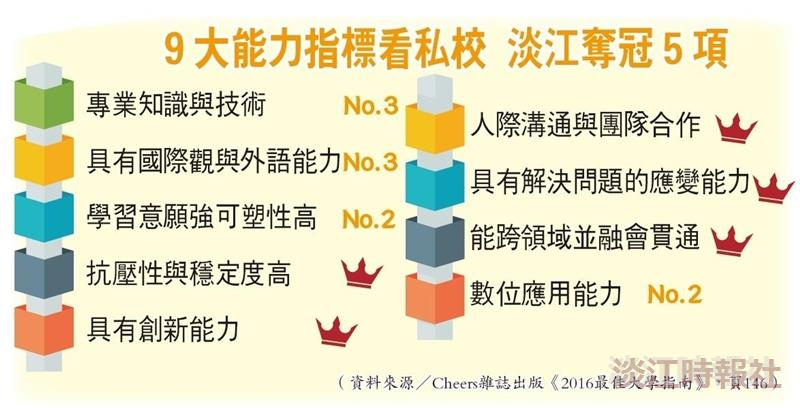 9大能力指標看私校 淡江奪冠5項
專業知識與技術 No.3
具有國際觀與外語能力 No.3
學習意願強可塑性高 No.2
抗壓性與穩定度高
具有創新能力
人際溝通與團隊合作
具有解決問題的應變能力
能跨領域並融會貫通
數位應用能力 No.2
(資料來源／Cheers雜誌出版《2016最佳大學指南》，頁146)
淡江時報社